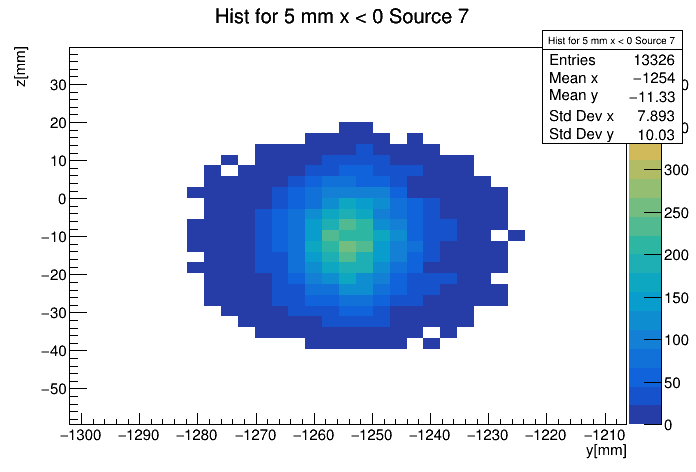 Hist for 5 mm x < 0 Source 7
Hist for 5 mm x < 0 Source 7
Entries 13326
Mean x −1254
Mean y −11.33
Std Dev x 7.893
Std Dev y 10.03
z[mm]
30
20
10
0
−10
−20
−30
−40
−50
300
250
200
150
100
50
0
−1300 −1290 −1280 −1270 −1260 −1250 −1240 −1230 −1220 −1210
y[mm]